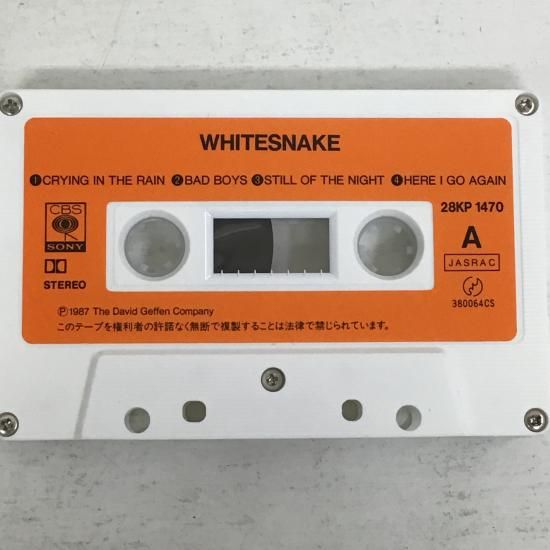 WHITESNAKE
❶CRYING IN THE RAIN ❷BAD BOYS ❸STILL OF THE NIGHT ❹HERE I GO AGAIN
CBS
SONY
STEREO
28KP 1470
A
JASRAC
380064CS
Ⓟ1987 The David Geffen Company
このテープを権利者の許諾なく無断で複製することは法律で禁じられています。